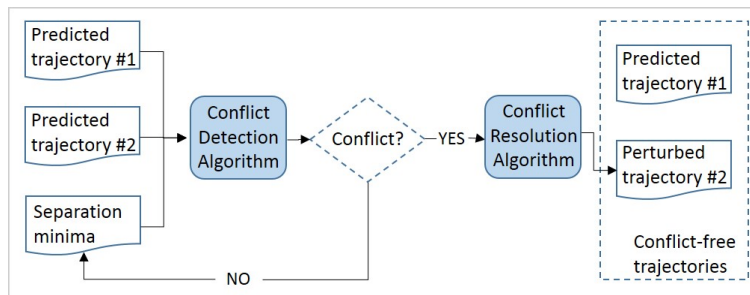 Predicted
trajectory #1
Predicted
trajectory #2
Separation
minima
Conflict
Detection
Algorithm
Conflict?
YES
NO
Conflict
Resolution
Algorithm
Predicted
trajectory #1
Perturbed
trajectory #2
Conflict-free
trajectories